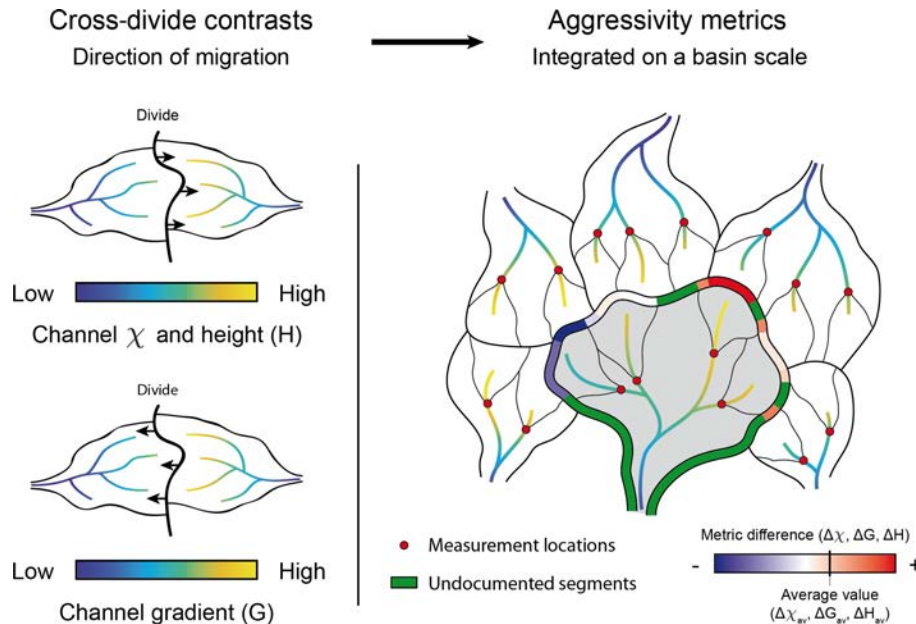 Cross-divide contrasts
Direction of migration
Aggressivity metrics
Integrated on a basin scale
Divide
Low
High
Channel χ and height (H)
Divide
Low
High
Channel gradient (G)
Measurement locations
Undocumented segments
Metric difference (Δχ, ΔG, ΔH)
-
+
Average value
(Δχav, ΔGav, ΔHav)